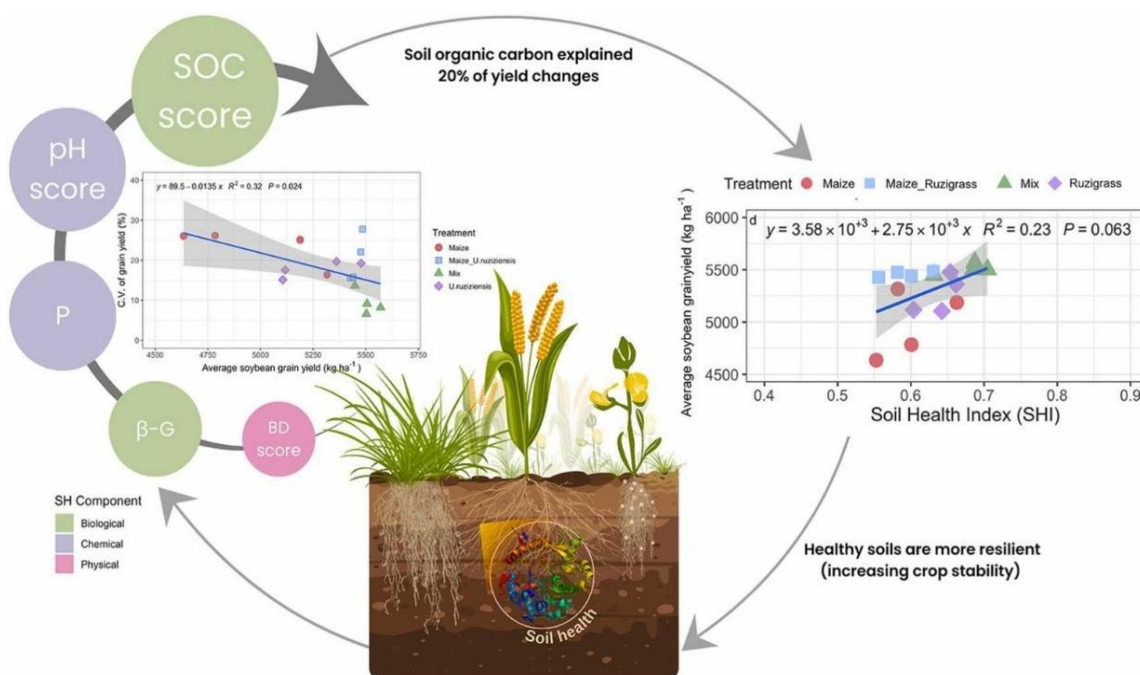 SOC
score
pH
score
P
β-G
BD
score
SH Component
Biological
Chemical
Physical
Soil organic carbon explained
20% of yield changes
y = 89.5 − 0.0135 x R² = 0.32 P = 0.024
C.V. of grain yield (%)
40
30
20
10
0
4500 4750 5000 5250 5500 5750
Average soybean grain yield (kg ha⁻¹)
Treatment
Maize
Maize_U.ruziziensis
Mix
U.ruziziensis
Treatment Maize Maize_Ruzigrass Mix Ruzigrass
d y = 3.58 × 10⁺³ + 2.75 × 10⁺³ x R² = 0.23 P = 0.063
Average soybean grainyield (kg ha⁻¹)
6000
5500
5000
4500
0.4 0.5 0.6 0.7 0.8 0.9
Soil Health Index (SHI)
Healthy soils are more resilient
(increasing crop stability)
Soil health